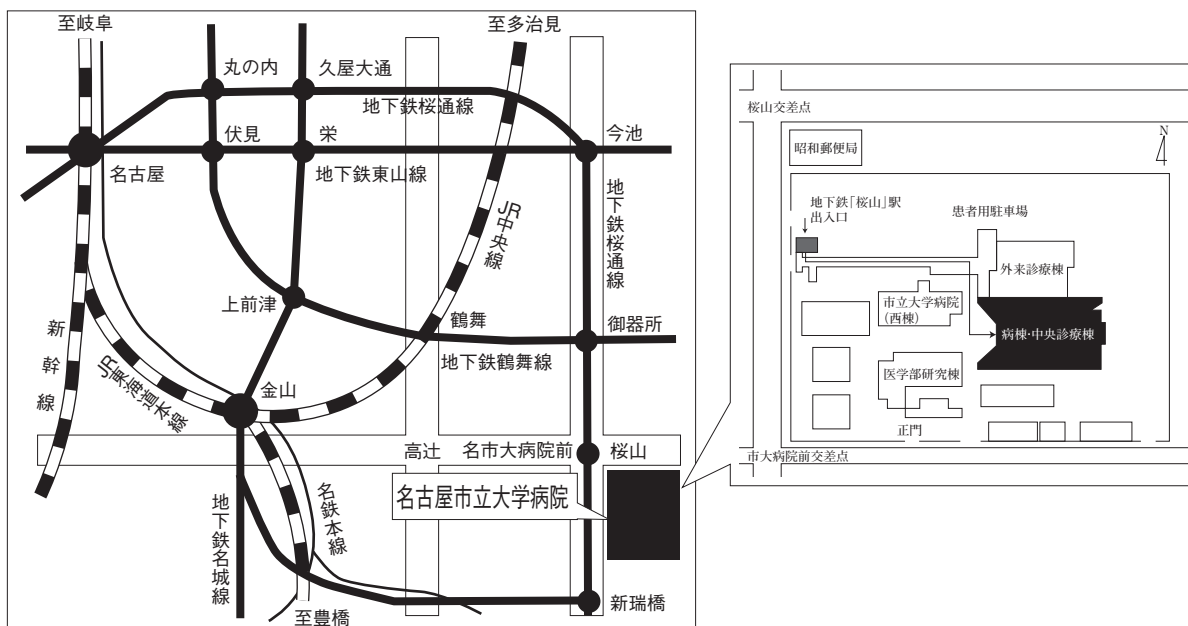 至岐阜
至多治見
丸の内
久屋大通
地下鉄桜通線
伏見
栄
今池
名古屋
地下鉄東山線
地下鉄桜通線
JR中央線
上前津
鶴舞
御器所
新幹線
地下鉄鶴舞線
JR東海道本線
金山
高辻
名市大病院前
桜山
名古屋市立大学病院
地下鉄名城線
名鉄本線
新瑞橋
至豊橋
桜山交差点
昭和郵便局
N
地下鉄「桜山」駅
出入口
患者用駐車場
外来診療棟
市立大学病院
(西棟)
病棟・中央診療棟
医学部研究棟
正門
市大病院前交差点